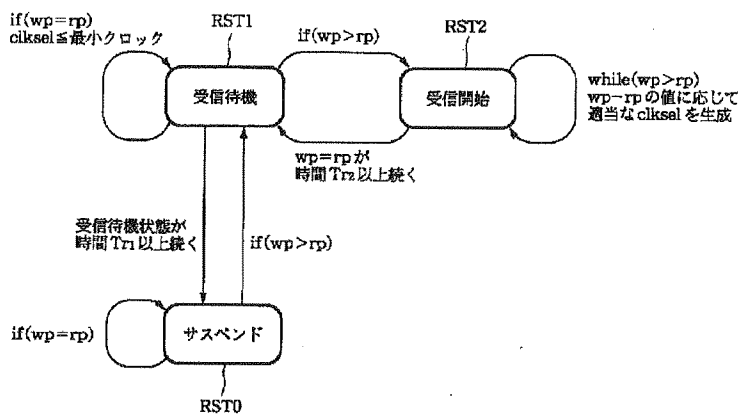 if(wp=rp)
clksel≦最小クロック
RST1
if(wp>rp)
RST2
受信待機
受信開始
while(wp>rp)
wp−rpの値に応じて
適当なclkselを生成
wp=rpが
時間Tr2以上続く
受信待機状態が
時間Tr1以上続く
if(wp>rp)
if(wp=rp)
サスペンド
RST0